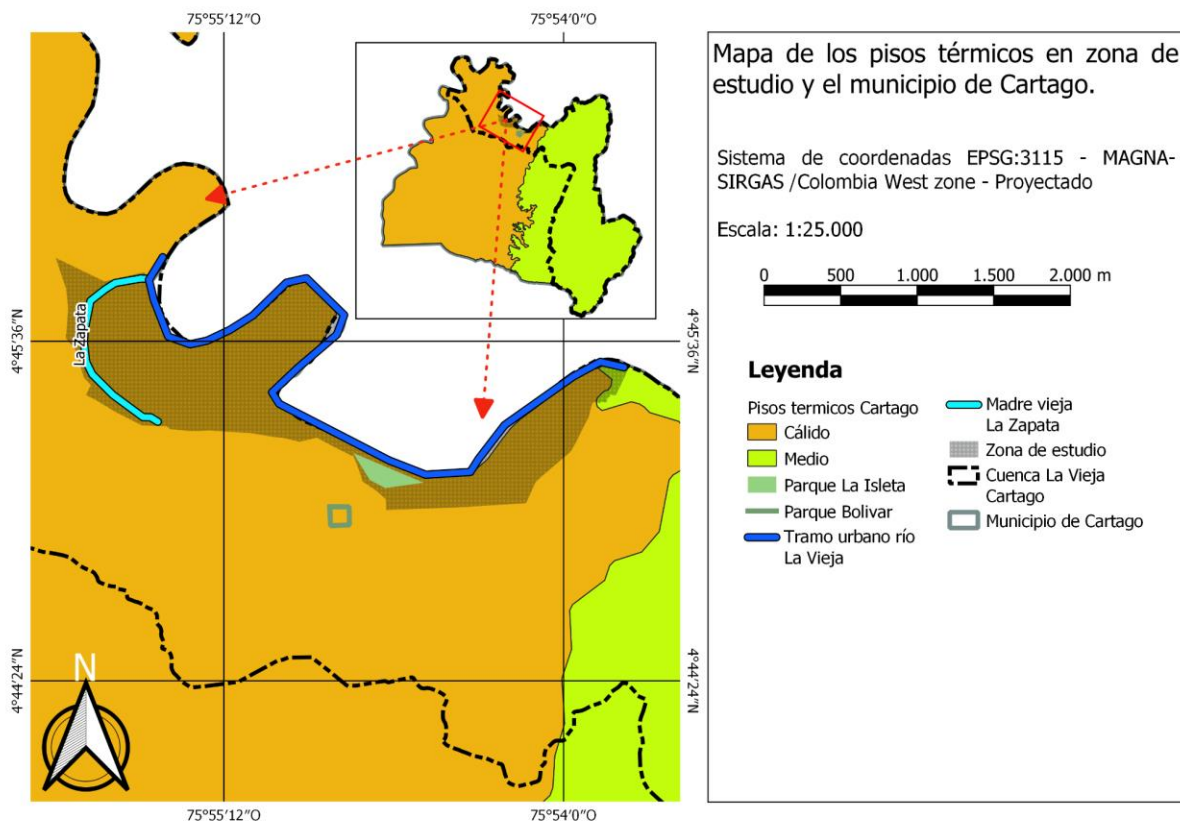 75°55'12"O
75°54'0"O
4°45'36"N
4°45'36"N
La Zapata
4°44'24"N
4°44'24"N
N
75°55'12"O
75°54'0"O
Mapa de los pisos térmicos en zona de
estudio y el municipio de Cartago.
Sistema de coordenadas EPSG:3115 - MAGNA-
SIRGAS /Colombia West zone - Proyectado
Escala: 1:25.000
0 500 1.000 1.500 2.000 m
Leyenda
Pisos termicos Cartago
Cálido
Medio
Parque La Isleta
Parque Bolivar
Tramo urbano río
La Vieja
Madre vieja
La Zapata
Zona de estudio
Cuenca La Vieja
Cartago
Municipio de Cartago